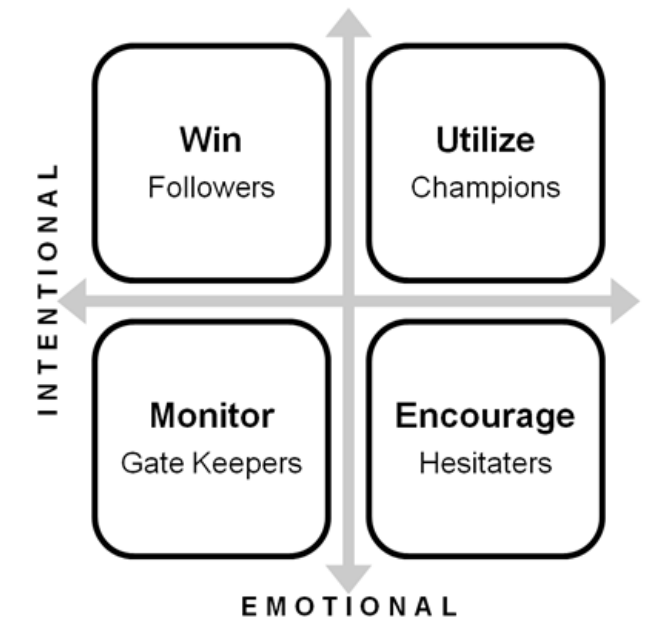 Win
Followers
Utilize
Champions
INTENTIONAL
Monitor
Gate Keepers
Encourage
Hesitaters
EMOTIONAL